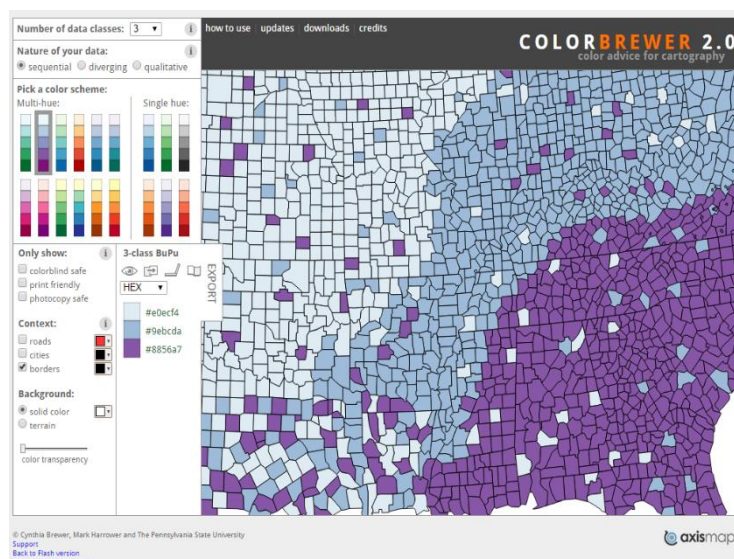 Number of data classes: 3
i
how to use | updates | downloads | credits
COLORBREWER 2.0
color advice for cartography
Nature of your data:
i
sequential diverging qualitative
Pick a color scheme:
Multi-hue: Single hue:
Only show:
i
colorblind safe
print friendly
photocopy safe
Context:
i
roads
cities
borders
Background:
solid color
terrain
color transparency
3-class BuPu
EXPORT
HEX
#e0ecf4
#9ebcda
#8856a7
© Cynthia Brewer, Mark Harrower and The Pennsylvania State University
Support
Back to Flash version
axismap